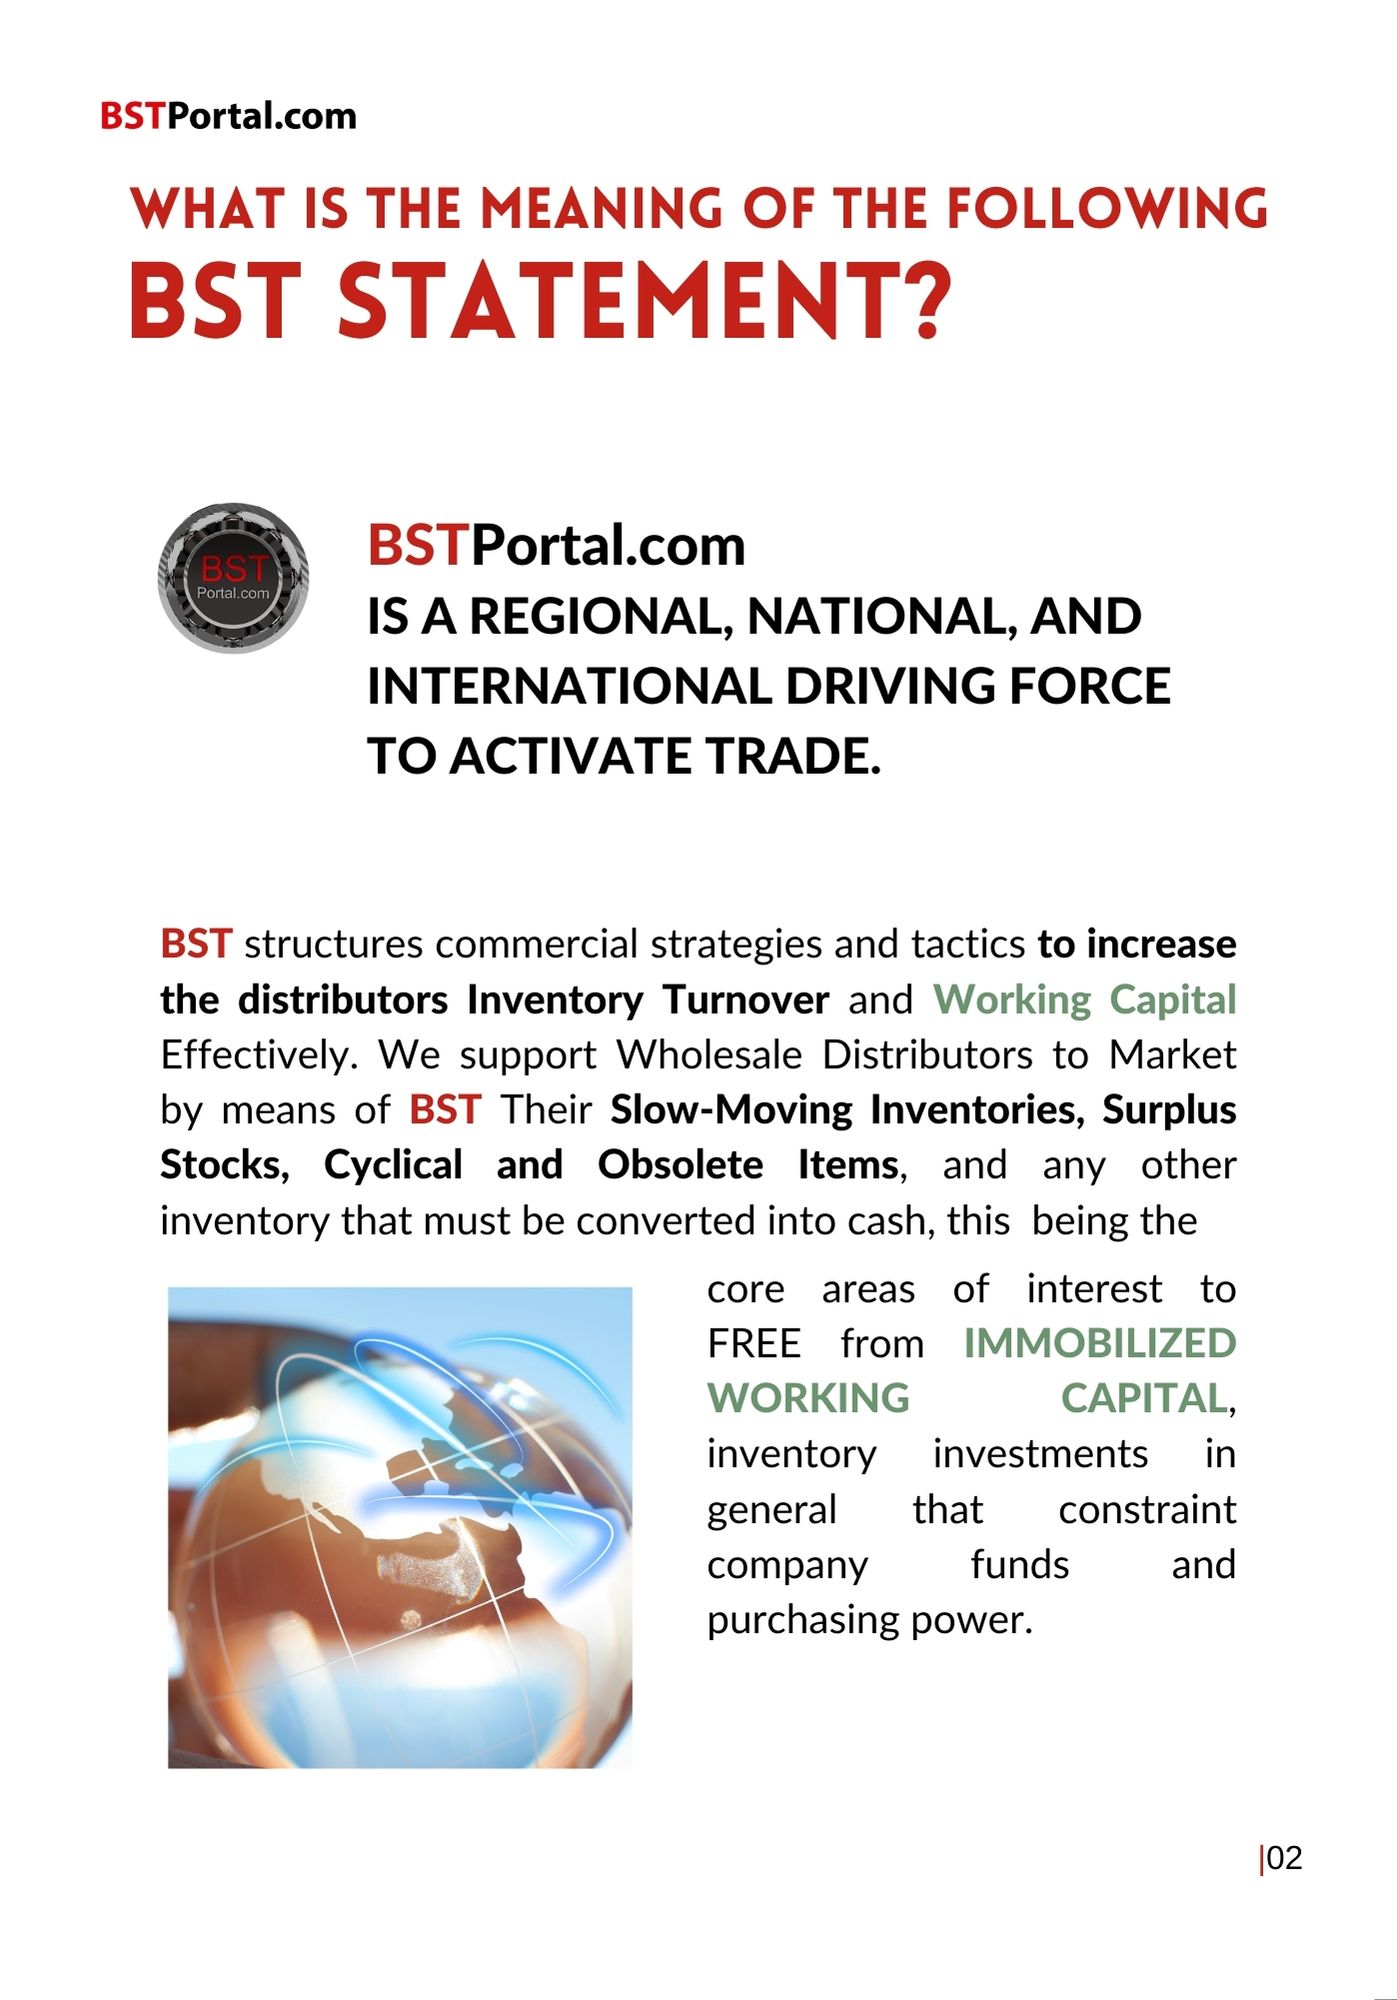 BSTPortal.com
WHAT IS THE MEANING OF THE FOLLOWING
BST STATEMENT?
BST
Portal.com
BSTPortal.com
IS A REGIONAL, NATIONAL, AND
INTERNATIONAL DRIVING FORCE
TO ACTIVATE TRADE.
BST structures commercial strategies and tactics to increase
the distributors Inventory Turnover and Working Capital
Effectively. We support Wholesale Distributors to Market
by means of BST Their Slow-Moving Inventories, Surplus
Stocks, Cyclical and Obsolete Items, and any other
inventory that must be converted into cash, this being the
core areas of interest to
FREE from IMMOBILIZED
WORKING CAPITAL,
inventory investments in
general that constraint
company funds and
purchasing power.
|02